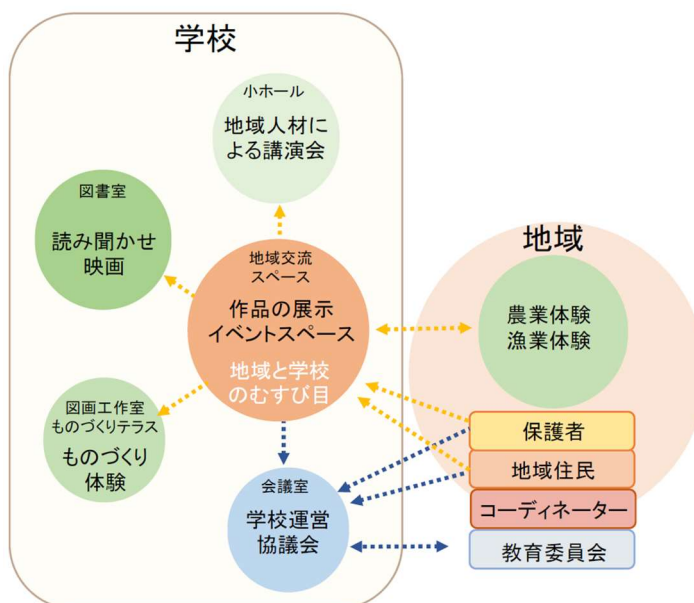 学校
小ホール
地域人材に
よる講演会
図書室
読み聞かせ
映画
地域交流
スペース
作品の展示
イベントスペース
地域と学校
のむすび目
図画工作室
ものづくりテラス
ものづくり
体験
会議室
学校運営
協議会
地域
農業体験
漁業体験
保護者
地域住民
コーディネーター
教育委員会